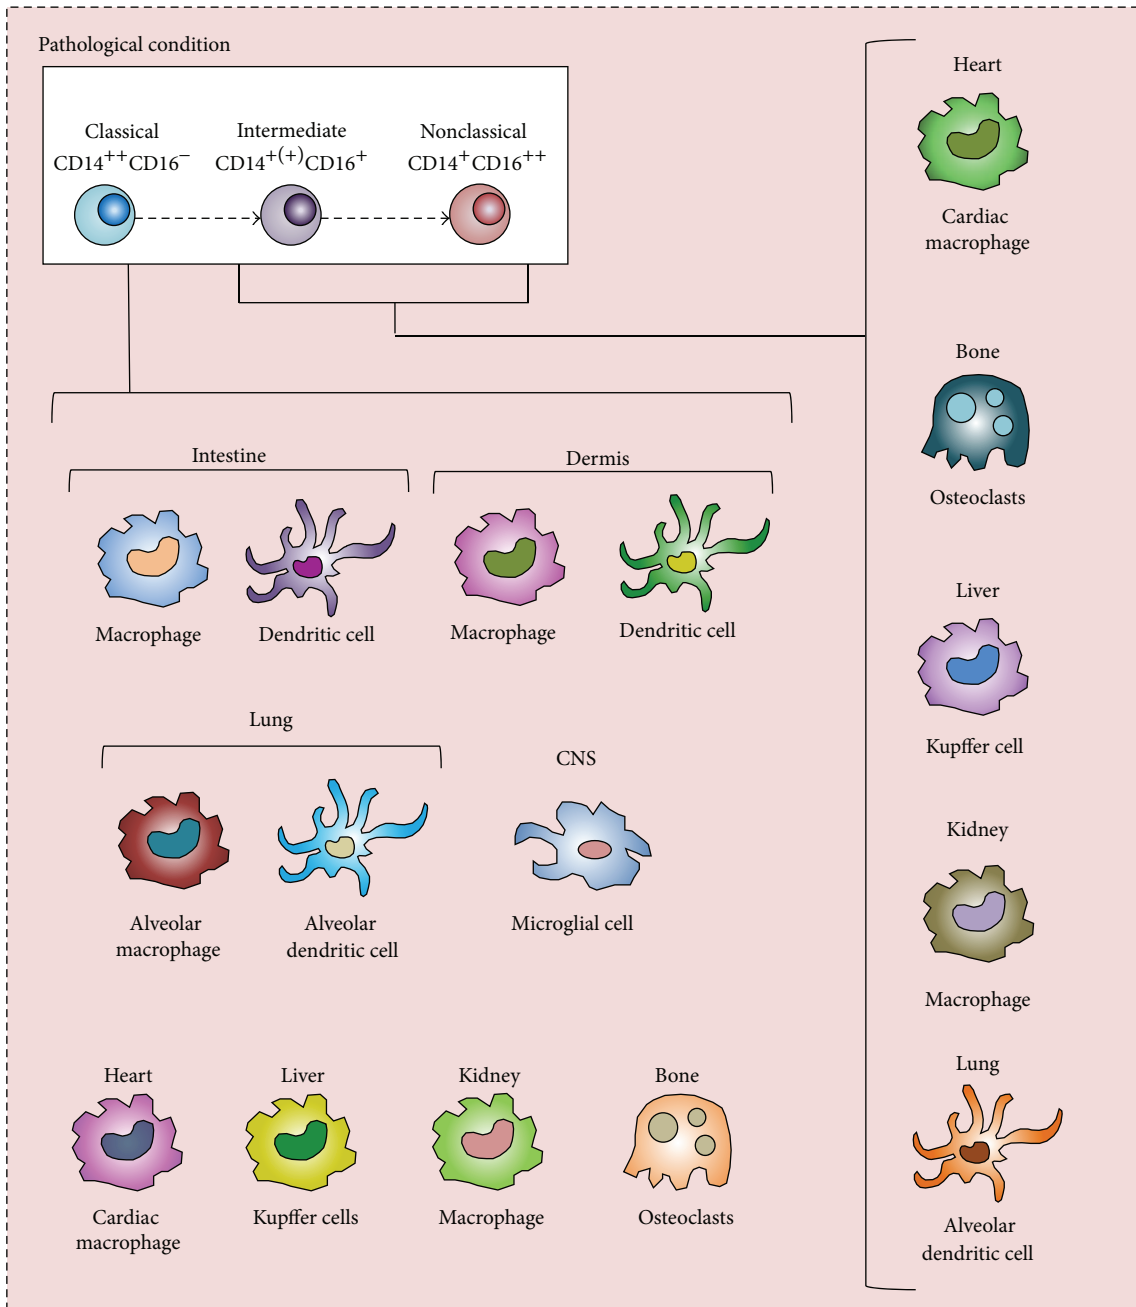 Pathological condition
Classical
CD14⁺⁺CD16⁻
Intermediate
CD14⁺⁽⁺⁾CD16⁺
Nonclassical
CD14⁺CD16⁺⁺
Intestine
Macrophage
Dendritic cell
Dermis
Macrophage
Dendritic cell
Lung
Alveolar
macrophage
Alveolar
dendritic cell
CNS
Microglial cell
Heart
Cardiac
macrophage
Liver
Kupffer cells
Kidney
Macrophage
Bone
Osteoclasts
Heart
Cardiac
macrophage
Bone
Osteoclasts
Liver
Kupffer cell
Kidney
Macrophage
Lung
Alveolar
dendritic cell